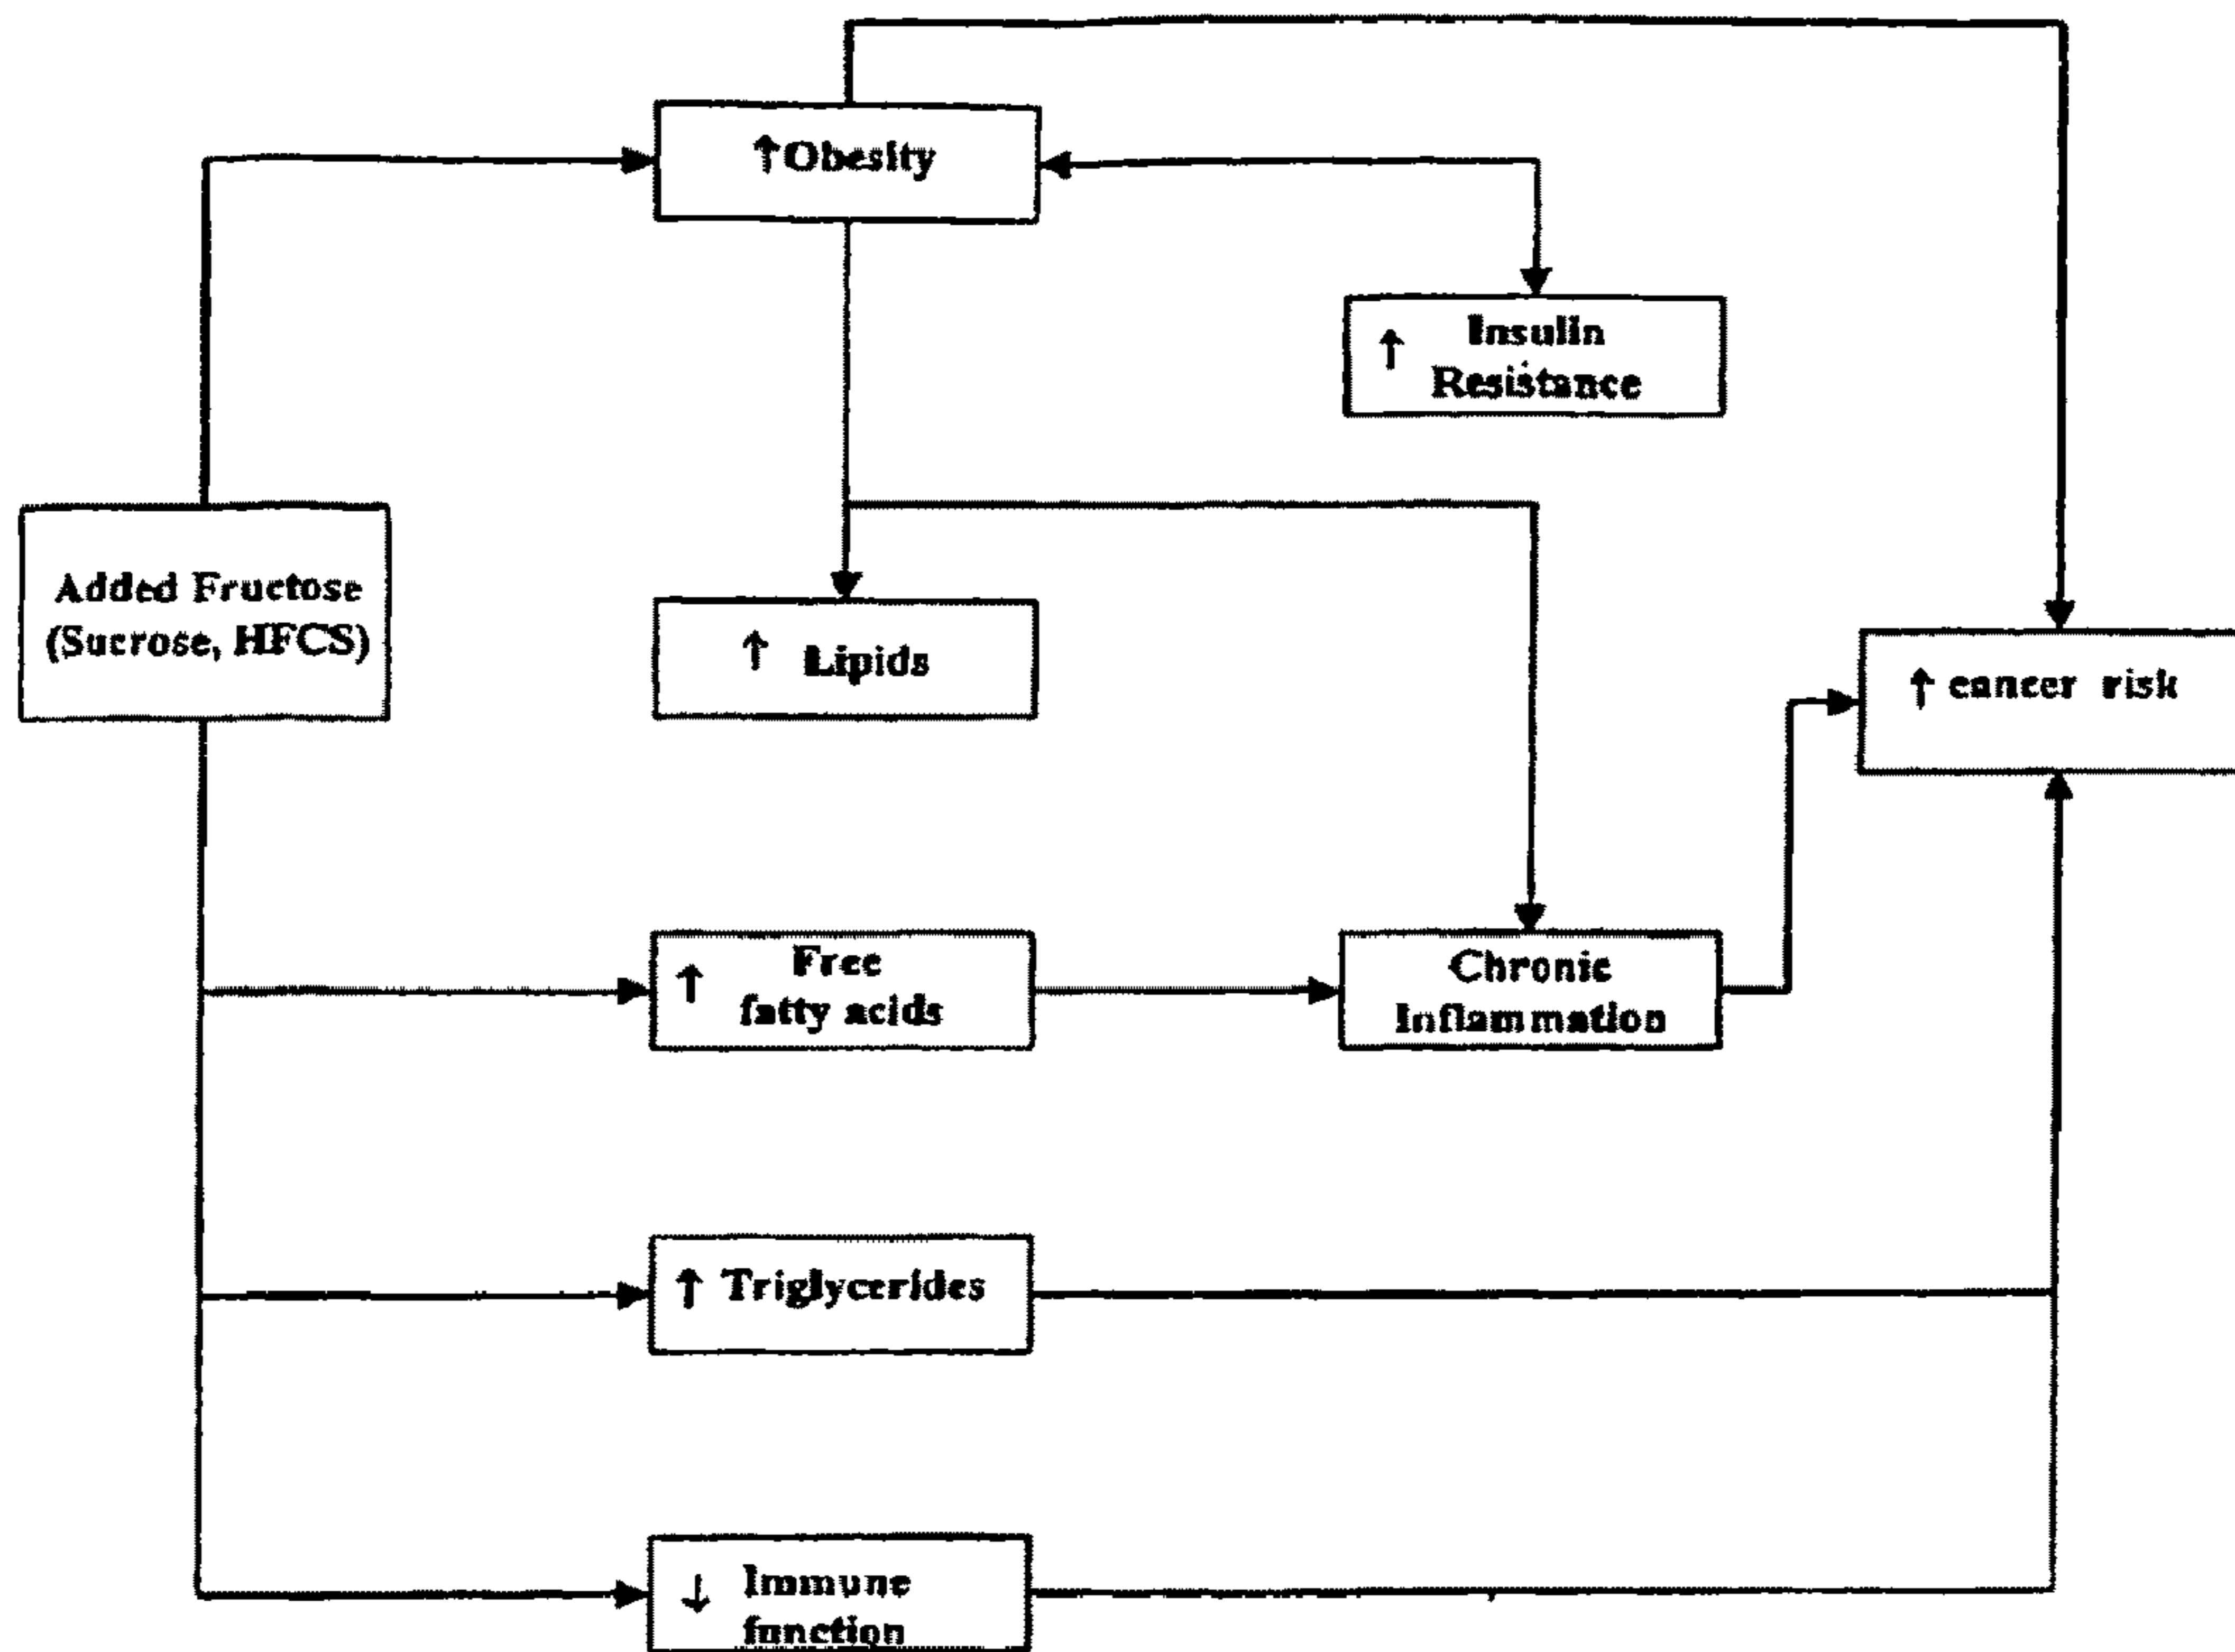 ↑Obesity
↑ Insulin
Resistance
Added Fructose
(Sucrose, HFCS)
↑ Lipids
↑ cancer risk
↑ Free
fatty acids
Chronic
Inflammation
↑ Triglycerides
↓ Immune
function